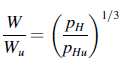 W/W_u = (p_H/p_{Hu})^{1/3}